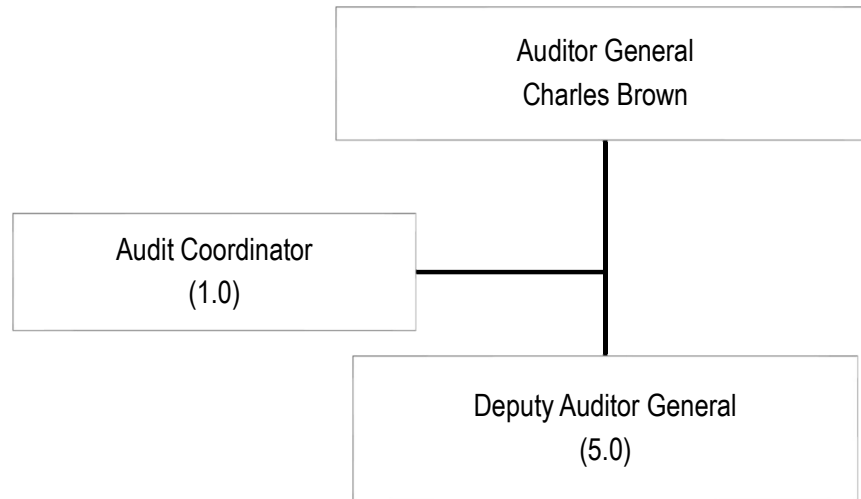 Auditor General
Charles Brown
Audit Coordinator
(1.0)
Deputy Auditor General
(5.0)